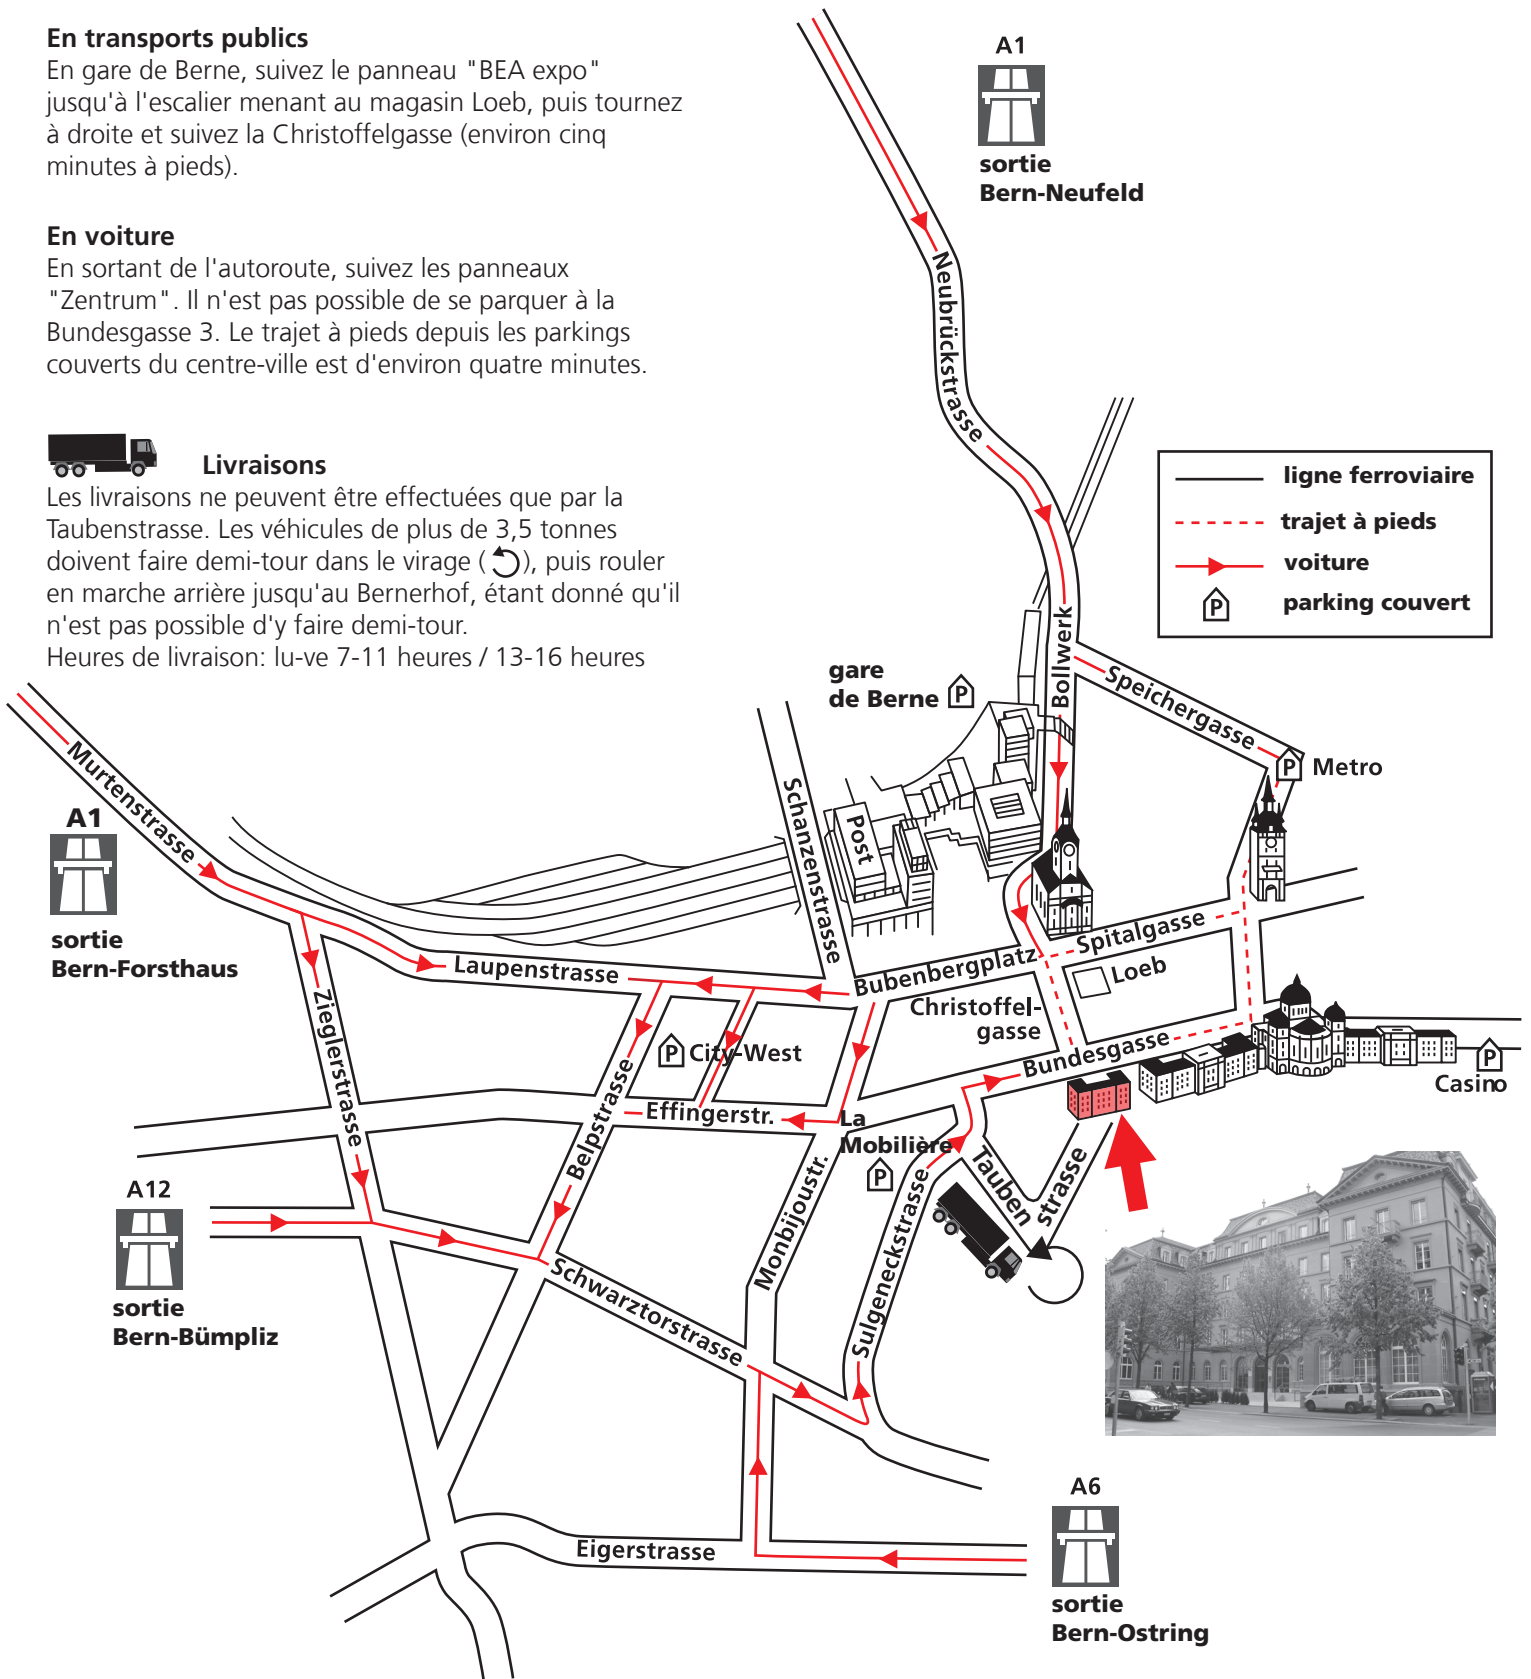 En transports publics
En gare de Berne, suivez le panneau "BEA expo"
jusqu'à l'escalier menant au magasin Loeb, puis tournez
à droite et suivez la Christoffelgasse (environ cinq
minutes à pieds).
En voiture
En sortant de l'autoroute, suivez les panneaux
"Zentrum". Il n'est pas possible de se parquer à la
Bundesgasse 3. Le trajet à pieds depuis les parkings
couverts du centre-ville est d'environ quatre minutes.
Livraisons
Les livraisons ne peuvent être effectuées que par la
Taubenstrasse. Les véhicules de plus de 3,5 tonnes
doivent faire demi-tour dans le virage ( ), puis rouler
en marche arrière jusqu'au Bernerhof, étant donné qu'il
n'est pas possible d'y faire demi-tour.
Heures de livraison: lu-ve 7-11 heures / 13-16 heures
A1
sortie
Bern-Neufeld
Neubrückstrasse
ligne ferroviaire
trajet à pieds
voiture
P
parking couvert
Bollwerk
gare
de Berne
P
Speichergasse
P
Metro
Murtenstrasse
A1
sortie
Bern-Forsthaus
Schanzenstrasse
Post
Laupenstrasse
Bubenbergplatz
Spitalgasse
Loeb
Christoffel-
gasse
Bundesgasse
P
Casino
Zieglerstrasse
P
City-West
Belpstrasse
Effingerstr.
La
Mobilière
P
Tauben
strasse
Monbijoustr.
Sulgeneckstrasse
A12
sortie
Bern-Bümpliz
Schwarztorstrasse
Eigerstrasse
A6
sortie
Bern-Ostring